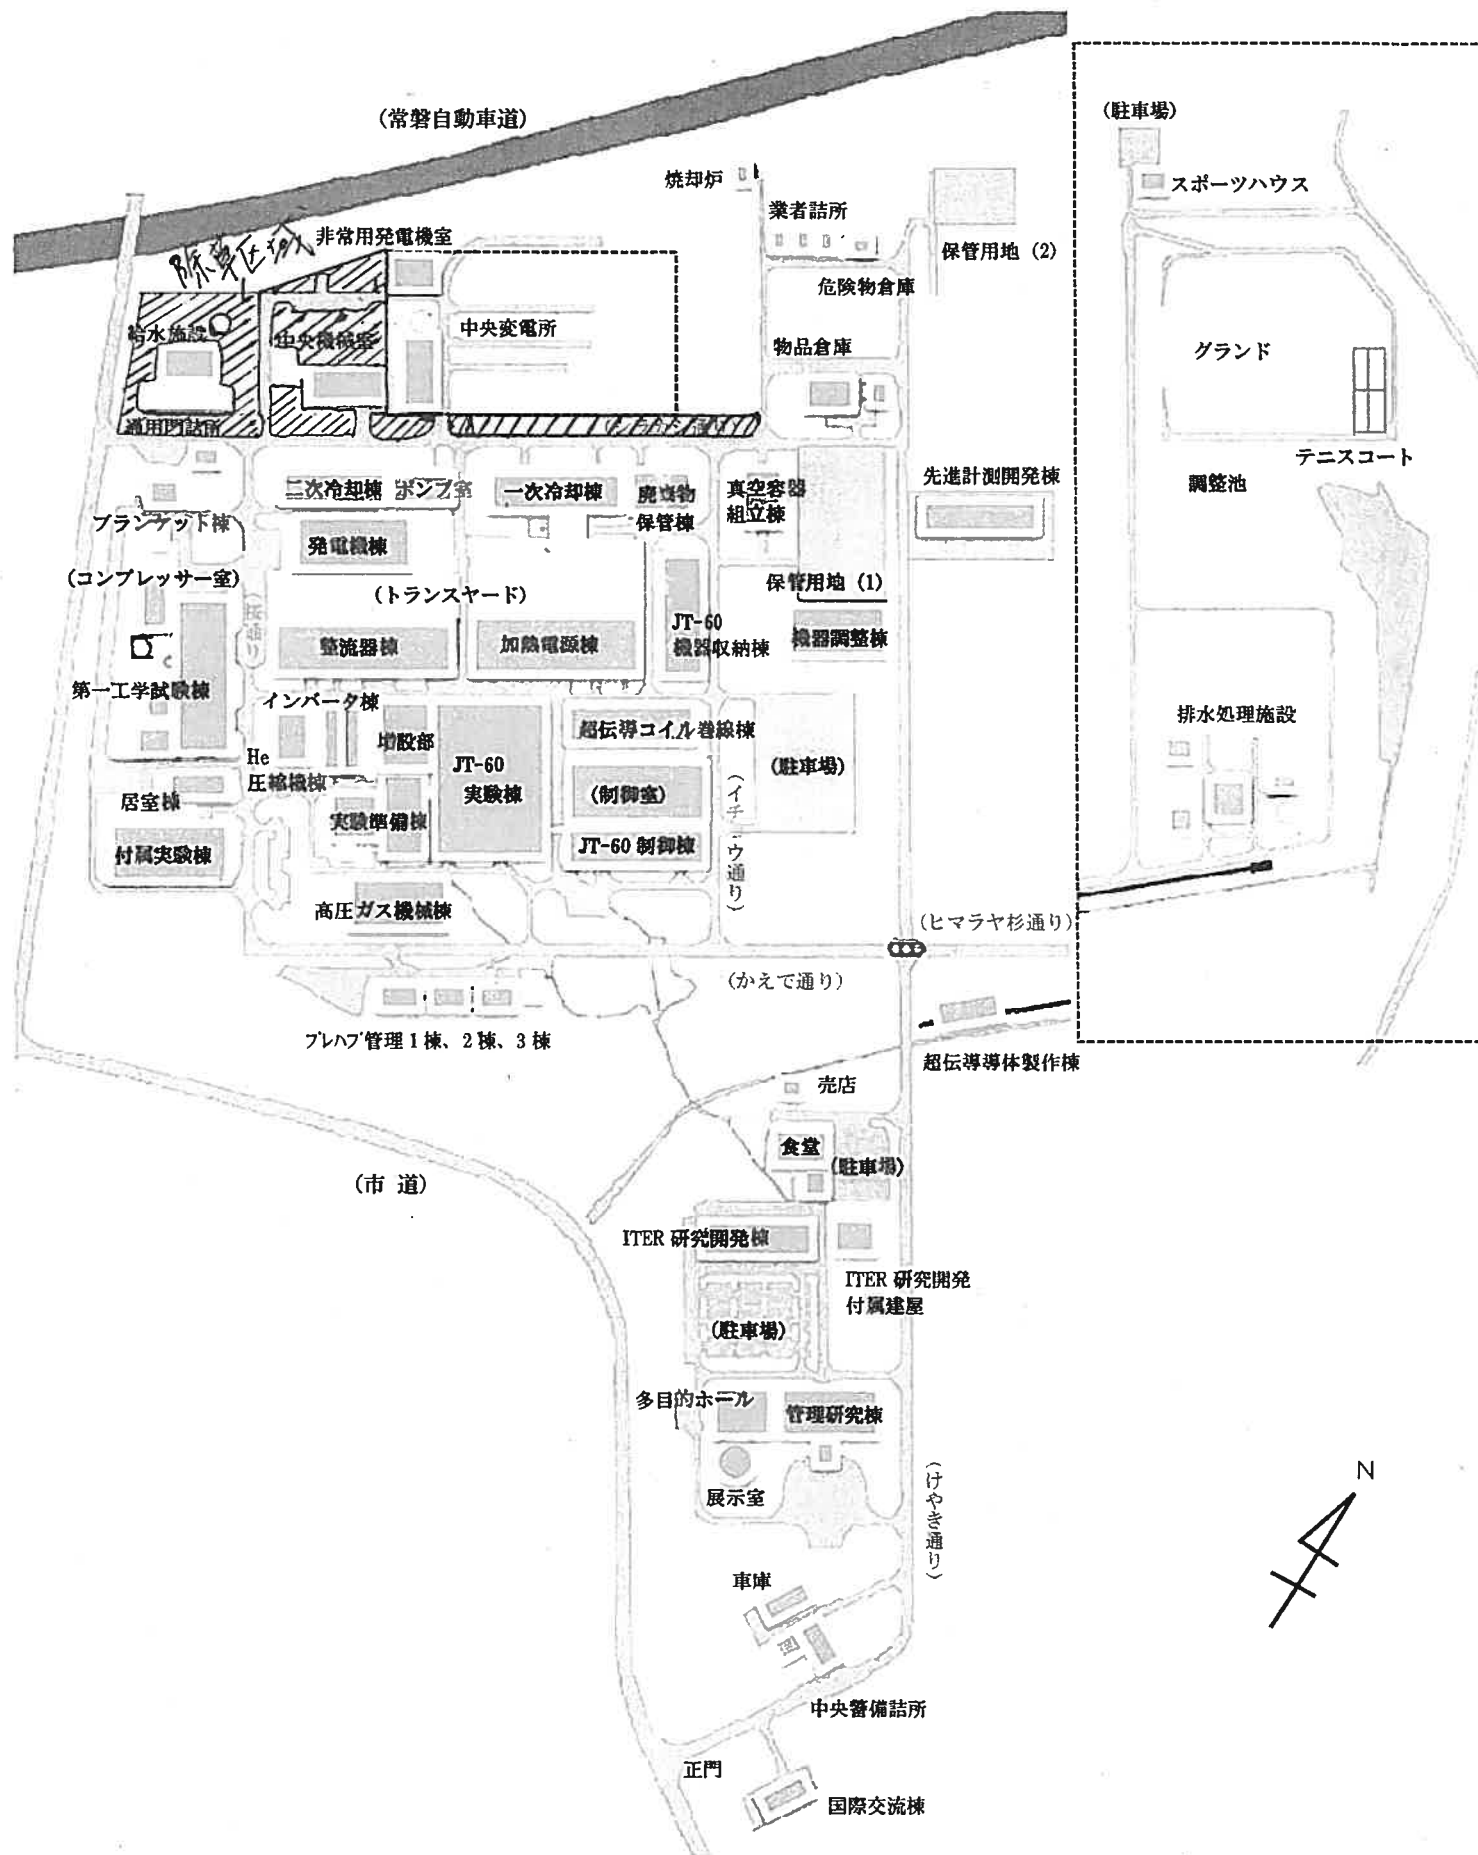 (常磐自動車道)
(駐車場)
焼却炉
スポーツハウス
業者詰所
除草区域
非常用発電機室
保管用地 (2)
危険物倉庫
給水施設
中央機械室
中央変電所
物品倉庫
グランド
通用門詰所
テニスコート
二次冷却棟 ポンプ室
一次冷却棟
廃棄物
保管棟
真空容器
組立棟
先進計測開発棟
調整池
ブランケット棟
発電機棟
(コンプレッサー室)
(トランスヤード)
保管用地 (1)
(桜通り)
整流器棟
加熱電源棟
JT-60
機器収納棟
機器調整棟
第一工学試験棟
インバータ棟
増設部
超伝導コイル巻線棟
排水処理施設
He
圧縮機棟
JT-60
実験棟
(制御室)
(駐車場)
(イチョウ通り)
居室棟
実験準備棟
付属実験棟
JT-60 制御棟
高圧ガス機械棟
(ヒマラヤ杉通り)
(かえで通り)
プレハブ管理1棟、2棟、3棟
超伝導導体製作棟
売店
食堂
(駐車場)
(市 道)
ITER 研究開発棟
ITER 研究開発
付属建屋
(駐車場)
多目的ホール
管理研究棟
展示室
(けやき通り)
N
車庫
中央警備詰所
正門
国際交流棟